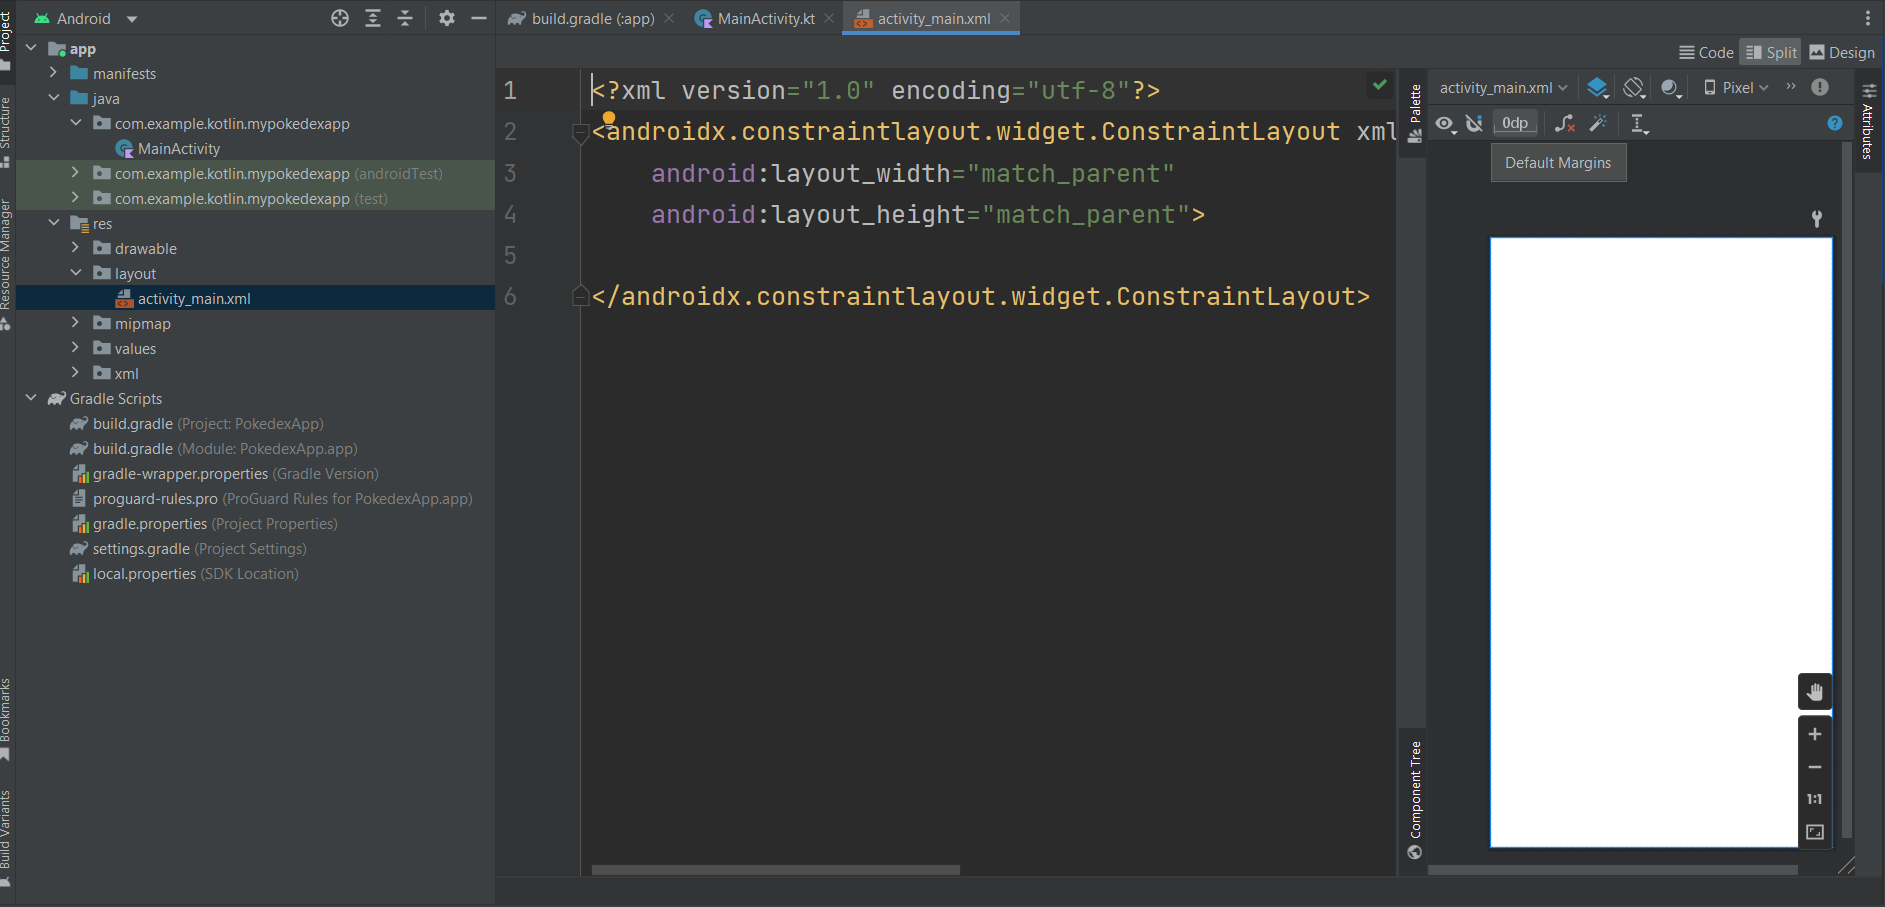 Android
build.gradle (:app)
MainActivity.kt
activity_main.xml
Code
Split
Design
Project
Structure
Resource Manager
Bookmarks
Build Variants
app
manifests
java
com.example.kotlin.mypokedexapp
MainActivity
com.example.kotlin.mypokedexapp (androidTest)
com.example.kotlin.mypokedexapp (test)
res
drawable
layout
activity_main.xml
mipmap
values
xml
Gradle Scripts
build.gradle (Project: PokedexApp)
build.gradle (Module: PokedexApp.app)
gradle-wrapper.properties (Gradle Version)
proguard-rules.pro (ProGuard Rules for PokedexApp.app)
gradle.properties (Project Properties)
settings.gradle (Project Settings)
local.properties (SDK Location)
1 <?xml version="1.0" encoding="utf-8"?>
2 <androidx.constraintlayout.widget.ConstraintLayout xml
3 android:layout_width="match_parent"
4 android:layout_height="match_parent">
5
6 </androidx.constraintlayout.widget.ConstraintLayout>
Palette
Component Tree
activity_main.xml
Pixel
0dp
Default Margins
Attributes
1:1